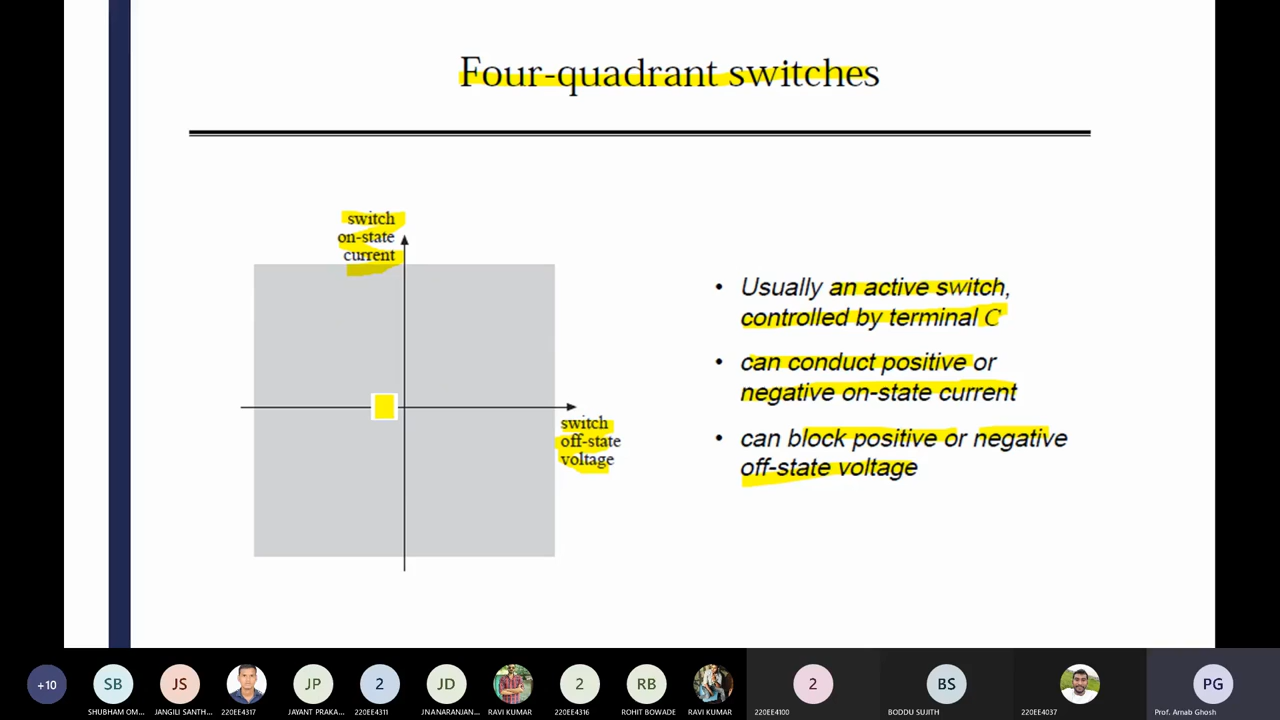 Four-quadrant switches
switch
on-state
current
switch
off-state
voltage
• Usually an active switch,
controlled by terminal C
• can conduct positive or
negative on-state current
• can block positive or negative
off-state voltage
+10
SB
JS
JP
2
JD
2
RB
2
BS
PG
SHUBHAM OM...
JANGILI SANTH...
220EE4317
JAYANT PRAKA...
220EE4311
JNANARANJAN...
RAVI KUMAR
220EE4316
ROHIT BOWADE
RAVI KUMAR
220EE4100
BODDU SUJITH
220EE4037
Prof. Arnab Ghosh